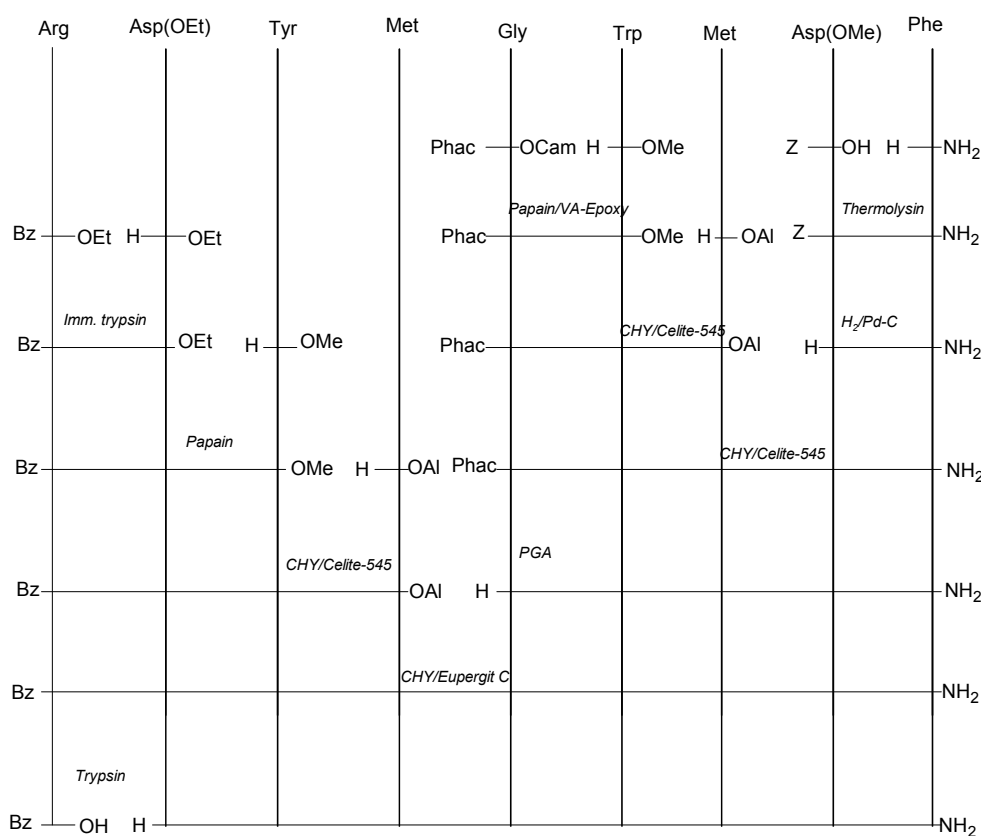 Arg Asp(OEt) Tyr Met Gly Trp Met Asp(OMe) Phe
Phac OCam H OMe Z OH H NH2
Papain/VA-Epoxy Thermolysin
Bz OEt H OEt Phac OMe H OAl Z NH2
Imm. trypsin CHY/Celite-545 H2/Pd-C
Bz OEt H OMe Phac OAl H NH2
Papain CHY/Celite-545
Bz OMe H OAl Phac NH2
CHY/Celite-545 PGA
Bz OAl H NH2
CHY/Eupergit C
Bz NH2
Trypsin
Bz OH H NH2